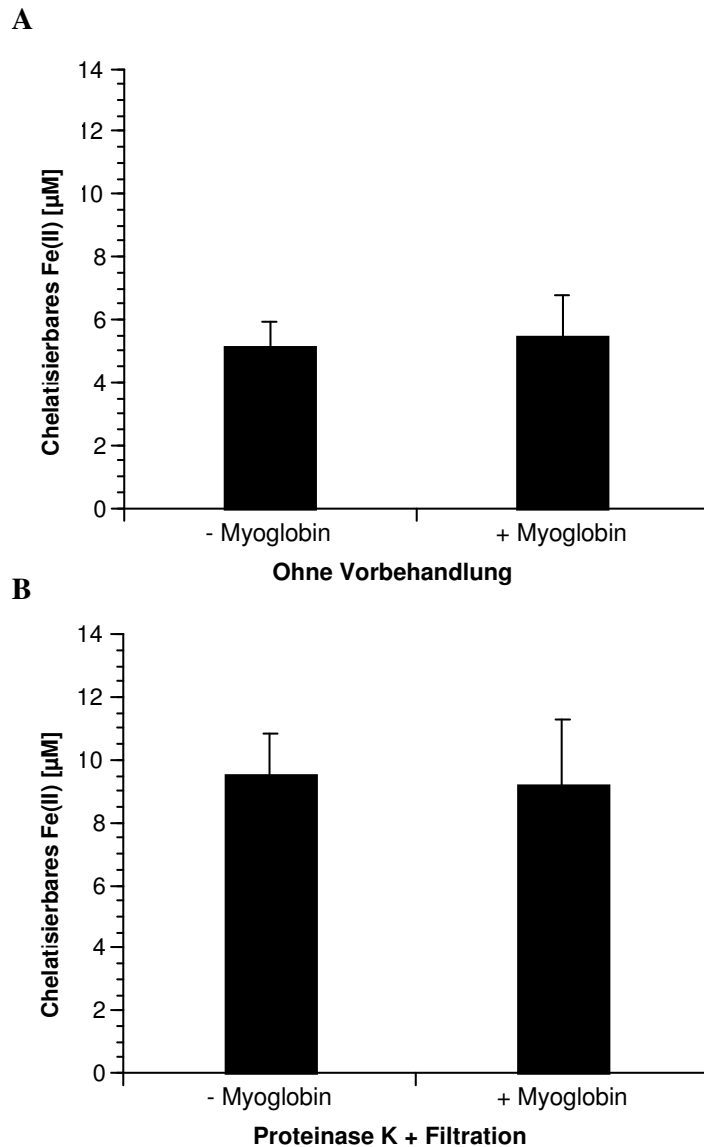 A
Chelatisierbares Fe(II) [µM]
14
12
10
8
6
4
2
0
- Myoglobin
+ Myoglobin
Ohne Vorbehandlung
B
Chelatisierbares Fe(II) [µM]
14
12
10
8
6
4
2
0
- Myoglobin
+ Myoglobin
Proteinase K + Filtration